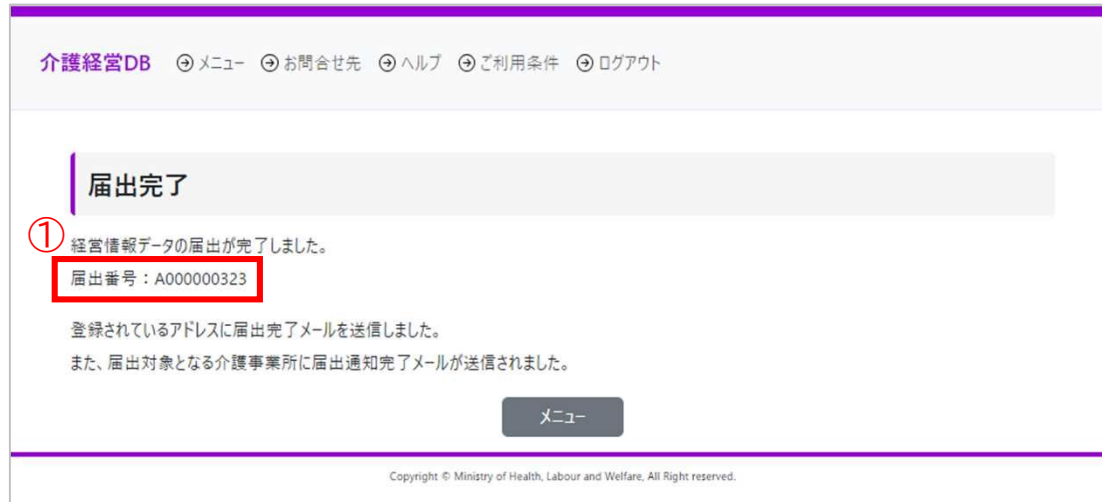 介護経営DB メニュー お問合せ先 ヘルプ ご利用条件 ログアウト
届出完了
①
経営情報データの届出が完了しました。
届出番号：A000000323
登録されているアドレスに届出完了メールを送信しました。
また、届出対象となる介護事業所に届出通知完了メールが送信されました。
メニュー
Copyright © Ministry of Health, Labour and Welfare, All Right reserved.